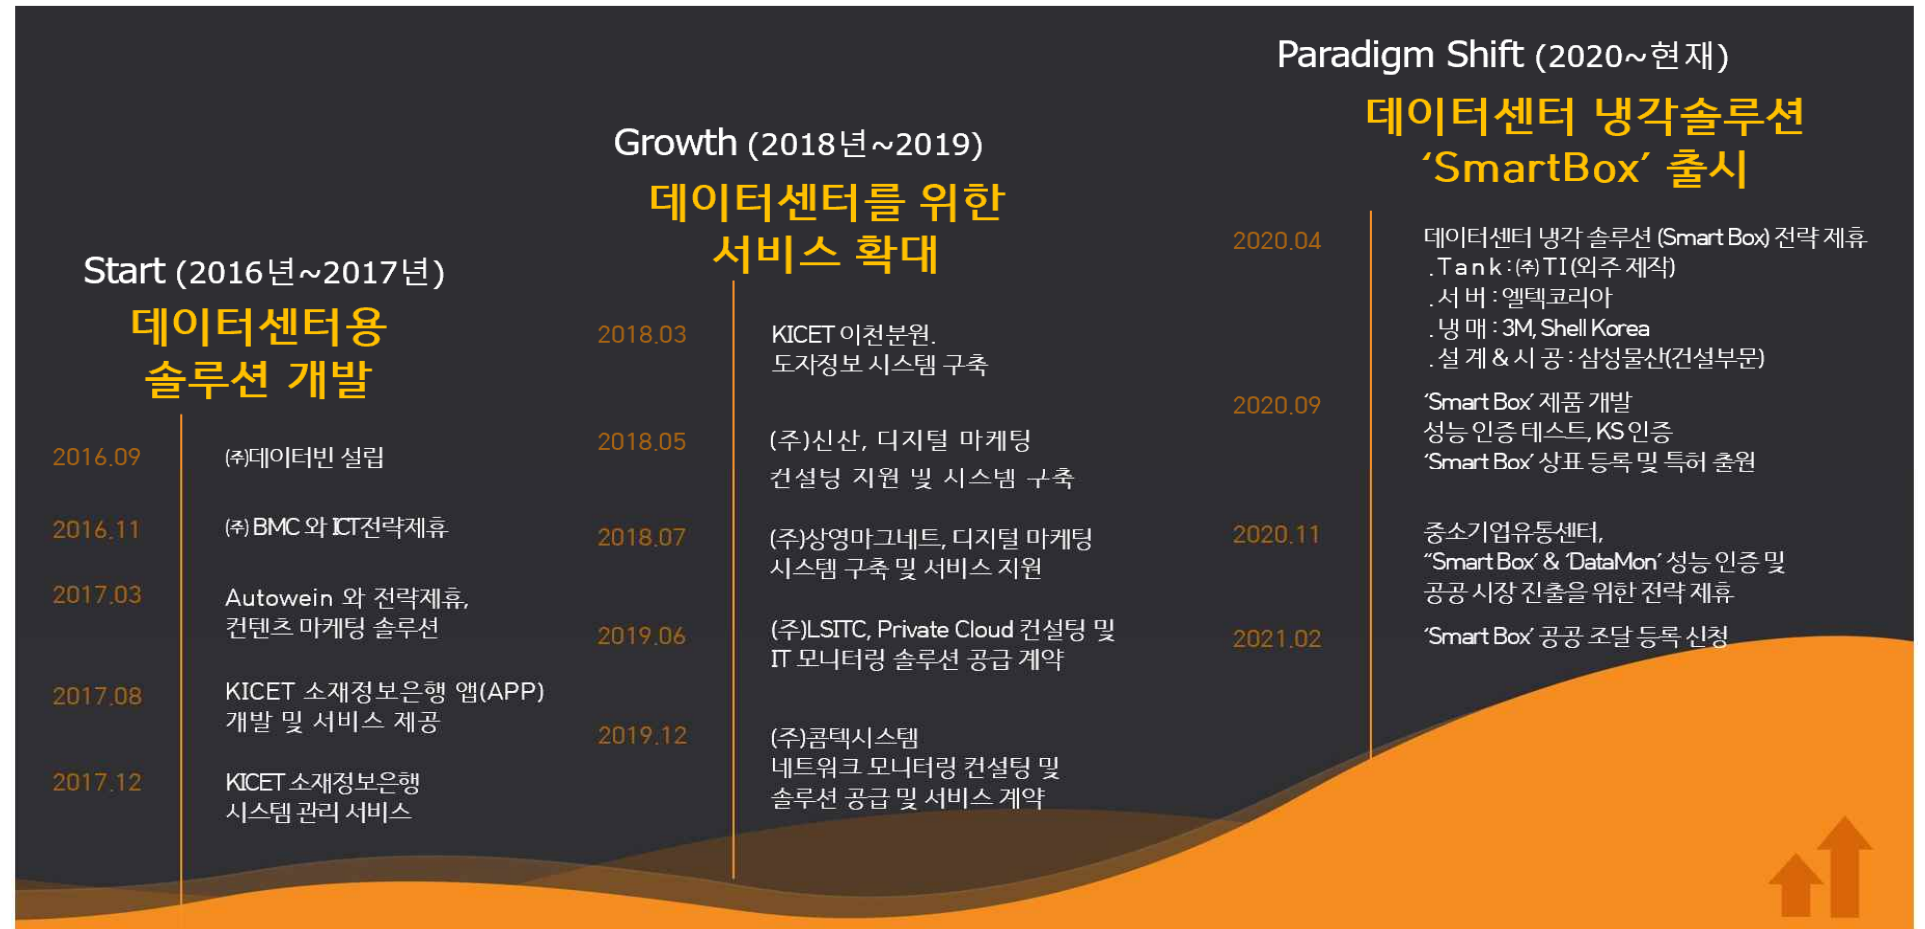 Start (2016년~2017년)
데이터센터용
솔루션 개발
2016.09
(주)데이터빈 설립
2016.11
(주) BMC 와 ICT전략제휴
2017.03
Autowein 와 전략제휴,
컨텐츠 마케팅 솔루션
2017.08
KICET 소재정보은행 앱(APP)
개발 및 서비스 제공
2017.12
KICET 소재정보은행
시스템 관리 서비스
Growth (2018년~2019)
데이터센터를 위한
서비스 확대
2018.03
KICET 이천분원.
도자정보 시스템 구축
2018.05
(주)신산, 디지털 마케팅
컨설팅 지원 및 시스템 구축
2018.07
(주)상영마그네트, 디지털 마케팅
시스템 구축 및 서비스 지원
2019.06
(주)LSITC, Private Cloud 컨설팅 및
IT 모니터링 솔루션 공급 계약
2019.12
(주)콤텍시스템
네트워크 모니터링 컨설팅 및
솔루션 공급 및 서비스 계약
Paradigm Shift (2020~현재)
데이터센터 냉각솔루션
‘SmartBox’ 출시
2020.04
데이터센터 냉각 솔루션 (Smart Box) 전략 제휴
. T a n k : ㈜ TI (외주 제작)
. 서 버 : 엘텍코리아
. 냉 매 : 3M, Shell Korea
. 설 계 & 시 공 : 삼성물산(건설부문)
2020.09
‘Smart Box’ 제품 개발
성능 인증 테스트, KS 인증
‘Smart Box’ 상표 등록 및 특허 출원
2020.11
중소기업유통센터,
“Smart Box’ & ‘DataMon’ 성능 인증 및
공공 시장 진출을 위한 전략 제휴
2021.02
‘Smart Box’ 공공 조달 등록 신청